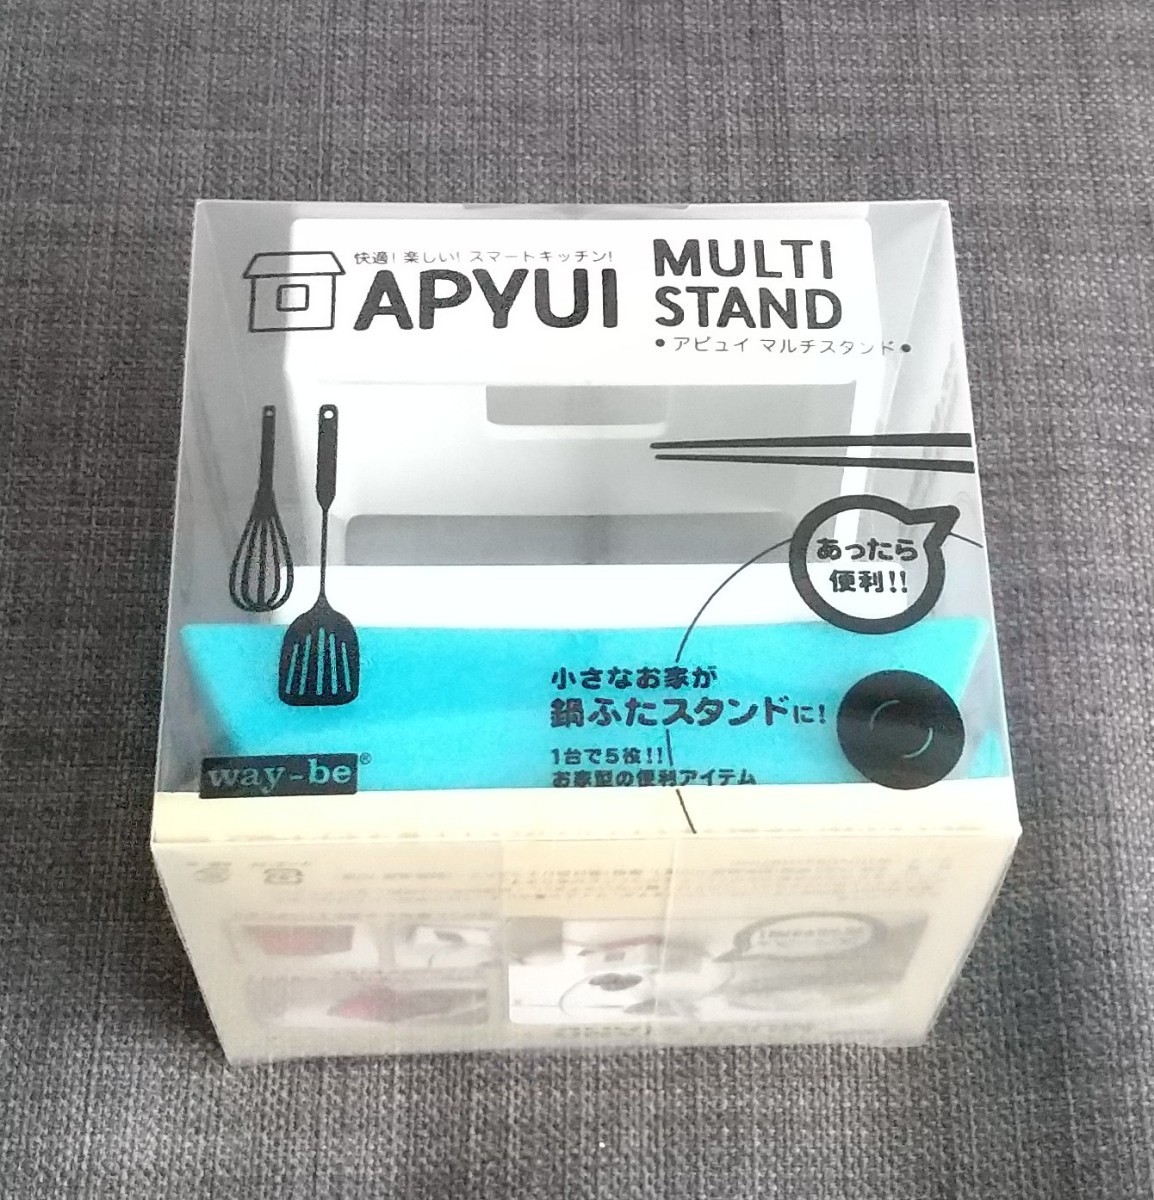 快適！楽しい！スマートキッチン！
APYUI
MULTI
STAND
●アピュイ マルチスタンド●
あったら
便利!!
小さなお家が
鍋ふたスタンドに！
1台で5役!!
お家型の便利アイテム
way-be®